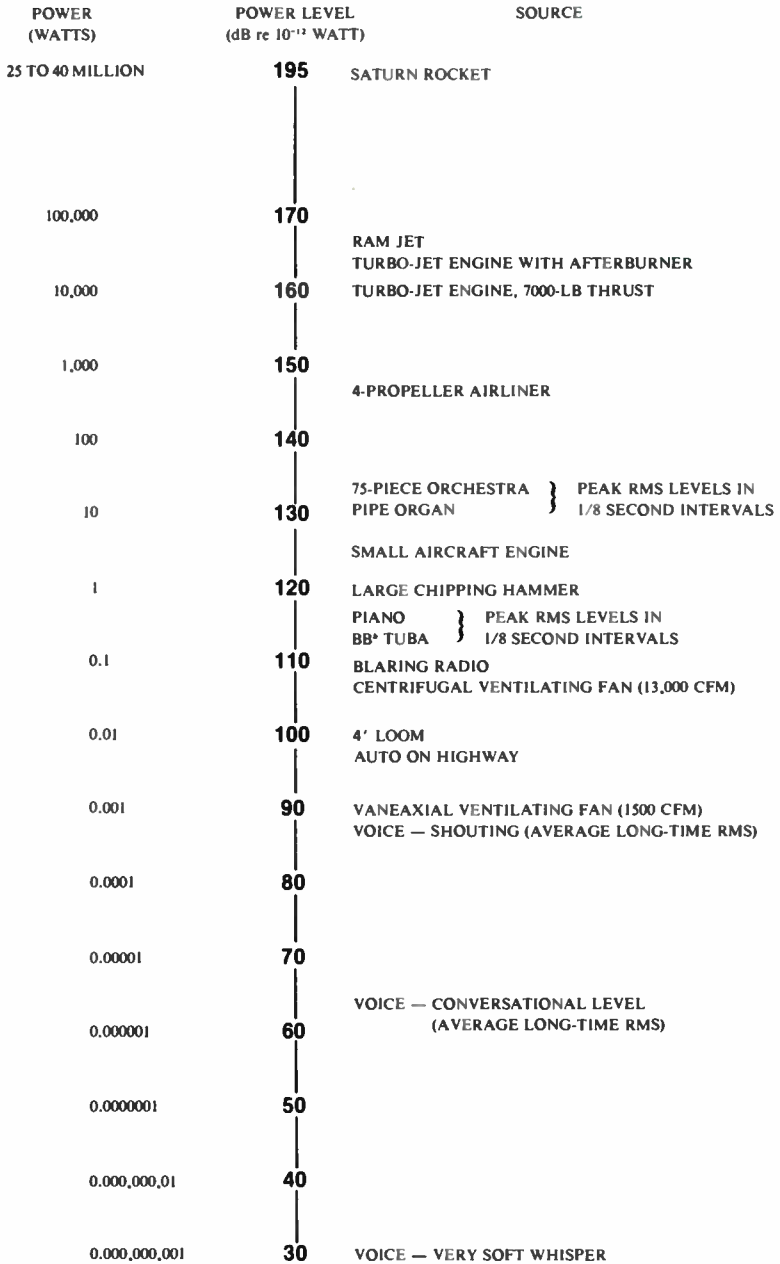 POWER POWER LEVEL SOURCE
(WATTS) (dB re 10⁻¹² WATT)
25 TO 40 MILLION 195 SATURN ROCKET
100,000 170
RAM JET
TURBO-JET ENGINE WITH AFTERBURNER
10,000 160 TURBO-JET ENGINE, 7000-LB THRUST
1,000 150
4-PROPELLER AIRLINER
100 140
75-PIECE ORCHESTRA } PEAK RMS LEVELS IN
10 130 PIPE ORGAN 1/8 SECOND INTERVALS
SMALL AIRCRAFT ENGINE
1 120 LARGE CHIPPING HAMMER
PIANO } PEAK RMS LEVELS IN
BB♭ TUBA 1/8 SECOND INTERVALS
0.1 110 BLARING RADIO
CENTRIFUGAL VENTILATING FAN (13,000 CFM)
0.01 100 4' LOOM
AUTO ON HIGHWAY
0.001 90 VANEAXIAL VENTILATING FAN (1500 CFM)
VOICE — SHOUTING (AVERAGE LONG-TIME RMS)
0.0001 80
0.00001 70
VOICE — CONVERSATIONAL LEVEL
0.000001 60 (AVERAGE LONG-TIME RMS)
0.0000001 50
0.000,000,01 40
0.000,000,001 30 VOICE — VERY SOFT WHISPER